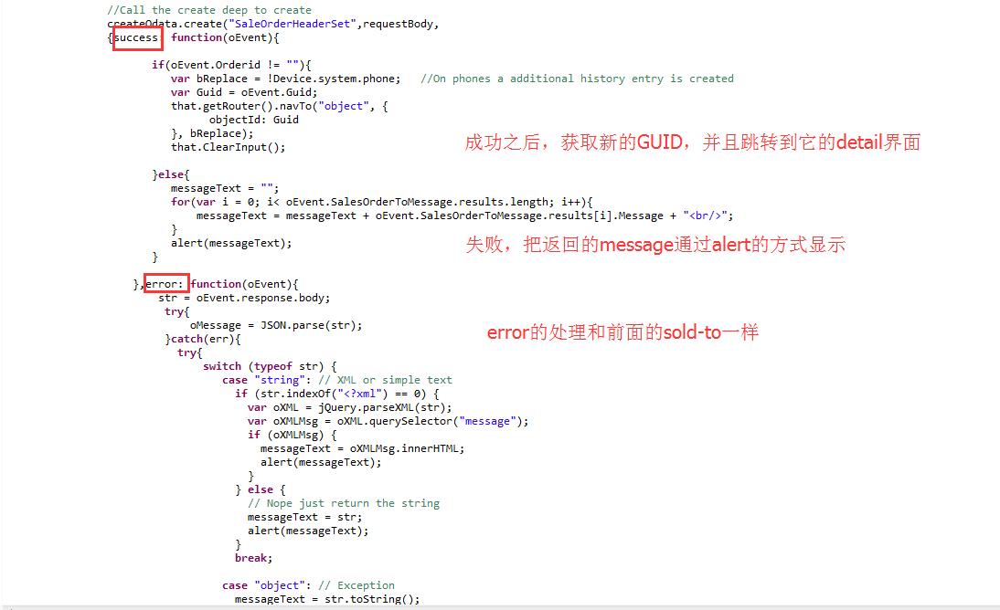 //Call the create deep to create
createOdata.create("SaleOrderHeaderSet",requestBody,
{success: function(oEvent){
if(oEvent.Orderid != ""){
var bReplace = !Device.system.phone;   //On phones a additional history entry is created
var Guid = oEvent.Guid;
that.getRouter().navTo("object", {
objectId: Guid
}, bReplace);
that.ClearInput();
成功之后，获取新的GUID，并且跳转到它的detail界面
}else{
messageText = "";
for(var i = 0; i< oEvent.SalesOrderToMessage.results.length; i++){
messageText = messageText + oEvent.SalesOrderToMessage.results[i].Message + "<br/>";
}
alert(messageText);
失败，把返回的message通过alert的方式显示
}
},error: function(oEvent){
str = oEvent.response.body;
try{
oMessage = JSON.parse(str);
}catch(err){
error的处理和前面的sold-to一样
try{
switch (typeof str) {
case "string": // XML or simple text
if (str.indexOf("<?xml") == 0) {
var oXML = jQuery.parseXML(str);
var oXMLMsg = oXML.querySelector("message");
if (oXMLMsg) {
messageText = oXMLMsg.innerHTML;
alert(messageText);
}
} else {
// Nope just return the string
messageText = str;
alert(messageText);
}
break;
case "object": // Exception
messageText = str.toString();